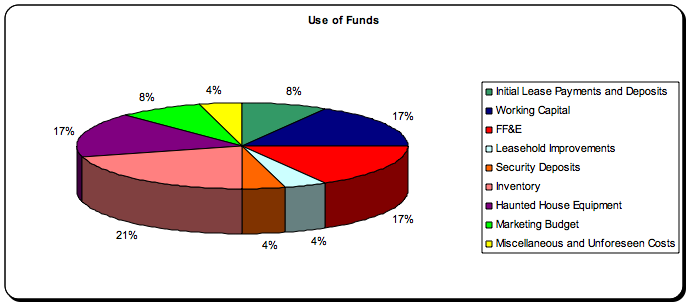 Use of Funds
4%
8%
8%
17%
17%
21%
4%
4%
17%
Initial Lease Payments and Deposits
Working Capital
FF&E
Leasehold Improvements
Security Deposits
Inventory
Haunted House Equipment
Marketing Budget
Miscellaneous and Unforeseen Costs